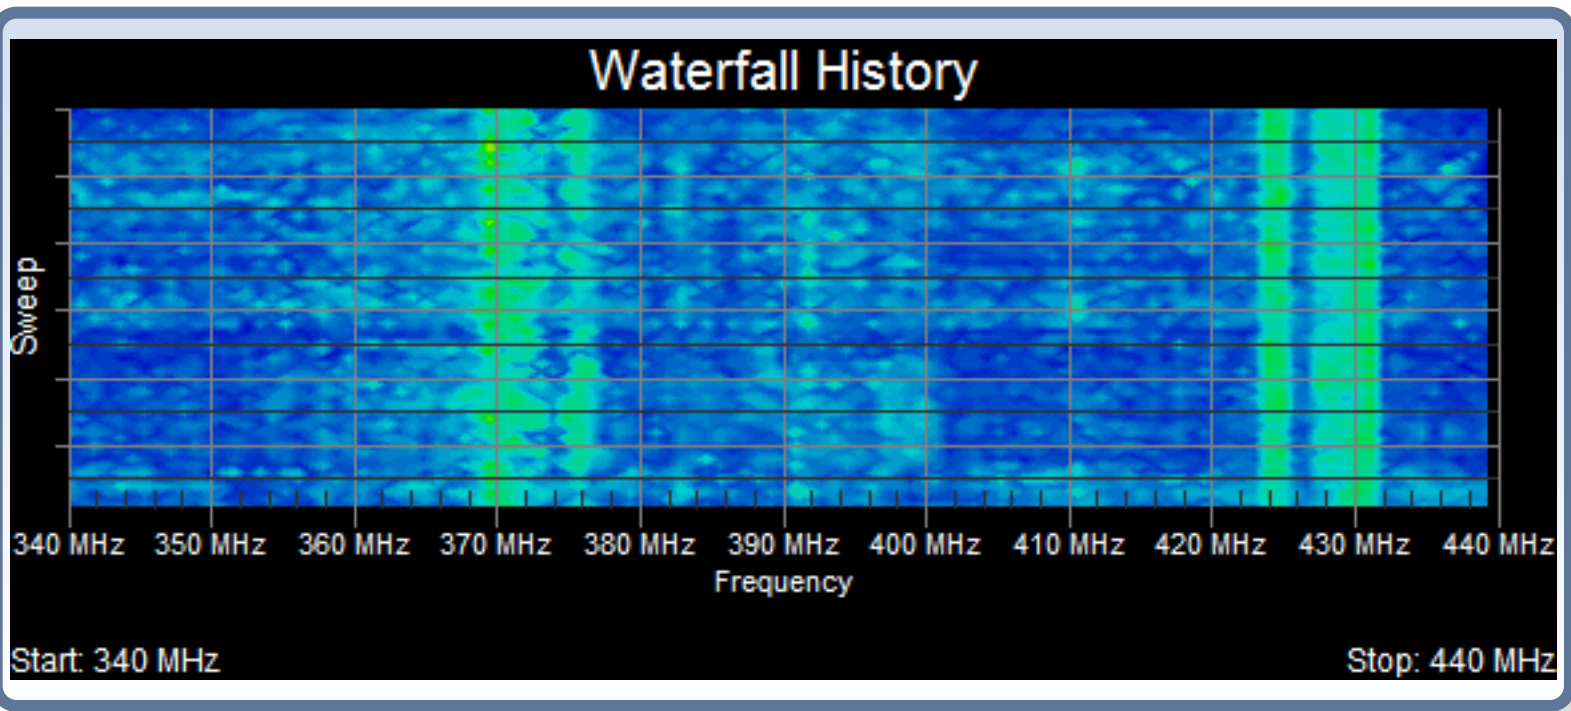 Waterfall History
Sweep
340 MHz 350 MHz 360 MHz 370 MHz 380 MHz 390 MHz 400 MHz 410 MHz 420 MHz 430 MHz 440 MHz
Frequency
Start: 340 MHz
Stop: 440 MHz